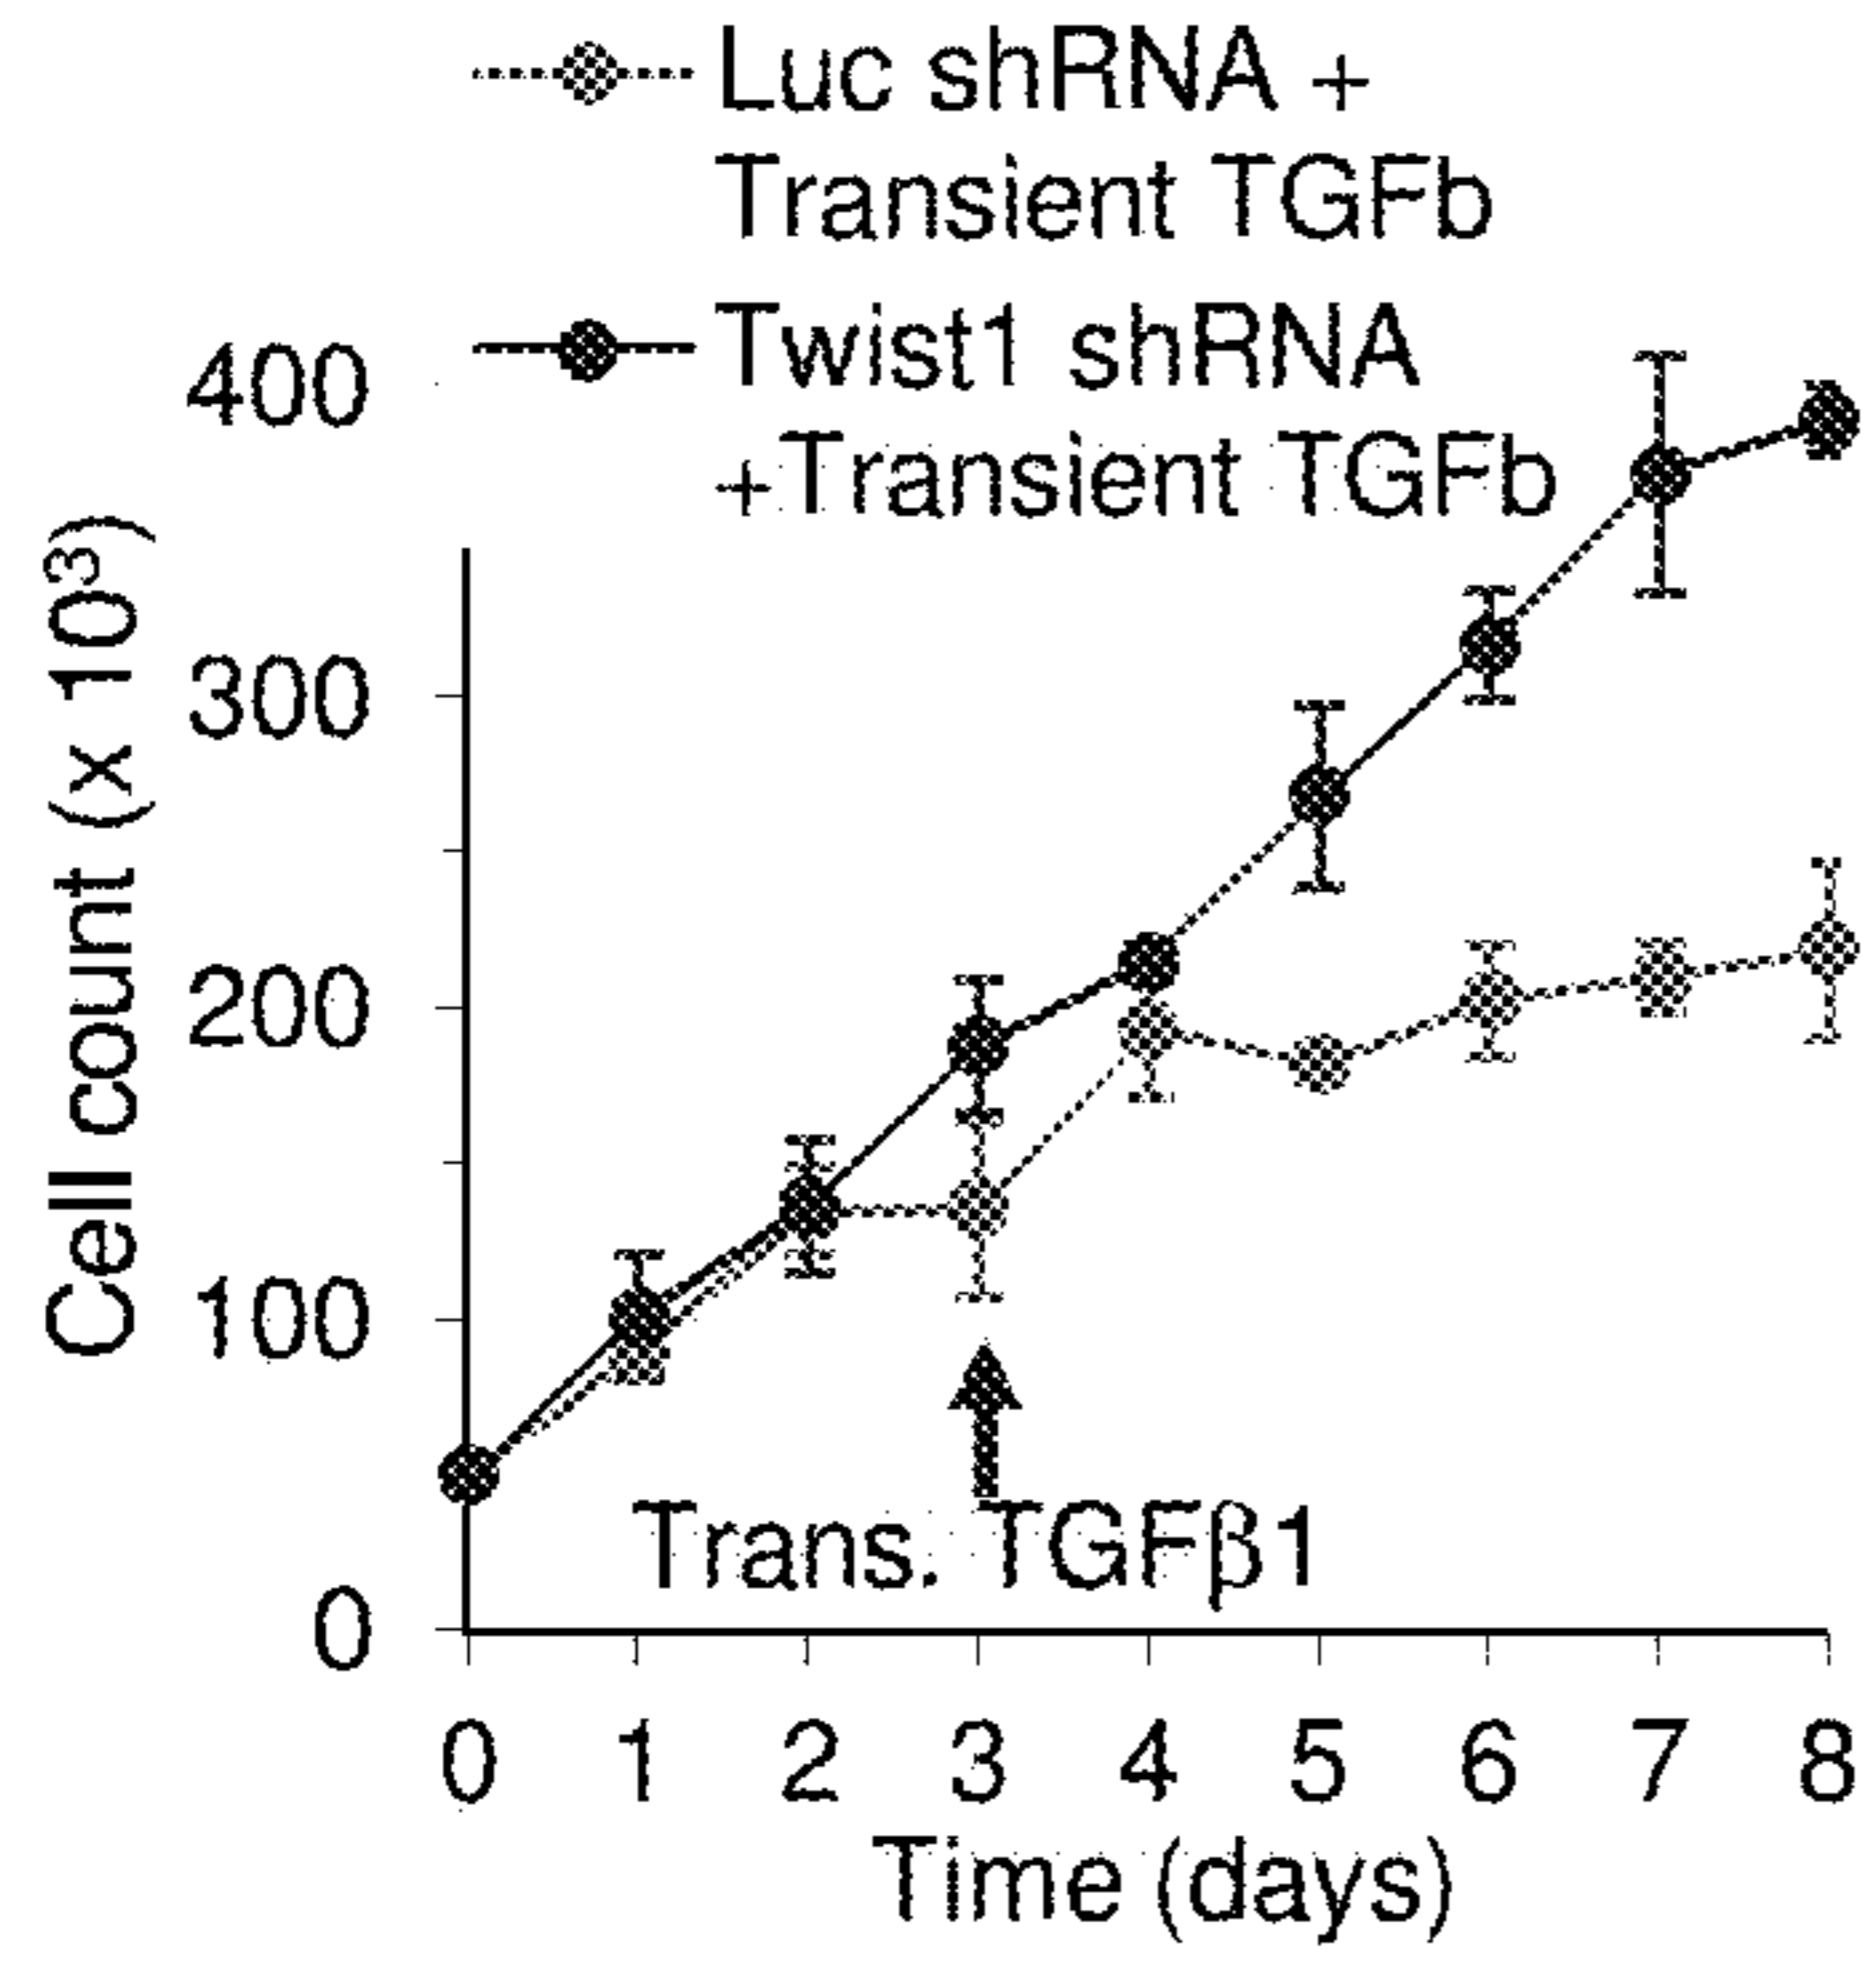 Luc shRNA +
Transient TGFb
Twist1 shRNA
+Transient TGFb
400
300
200
100
0
Cell count (x 10³)
Trans. TGFβ1
0 1 2 3 4 5 6 7 8
Time (days)